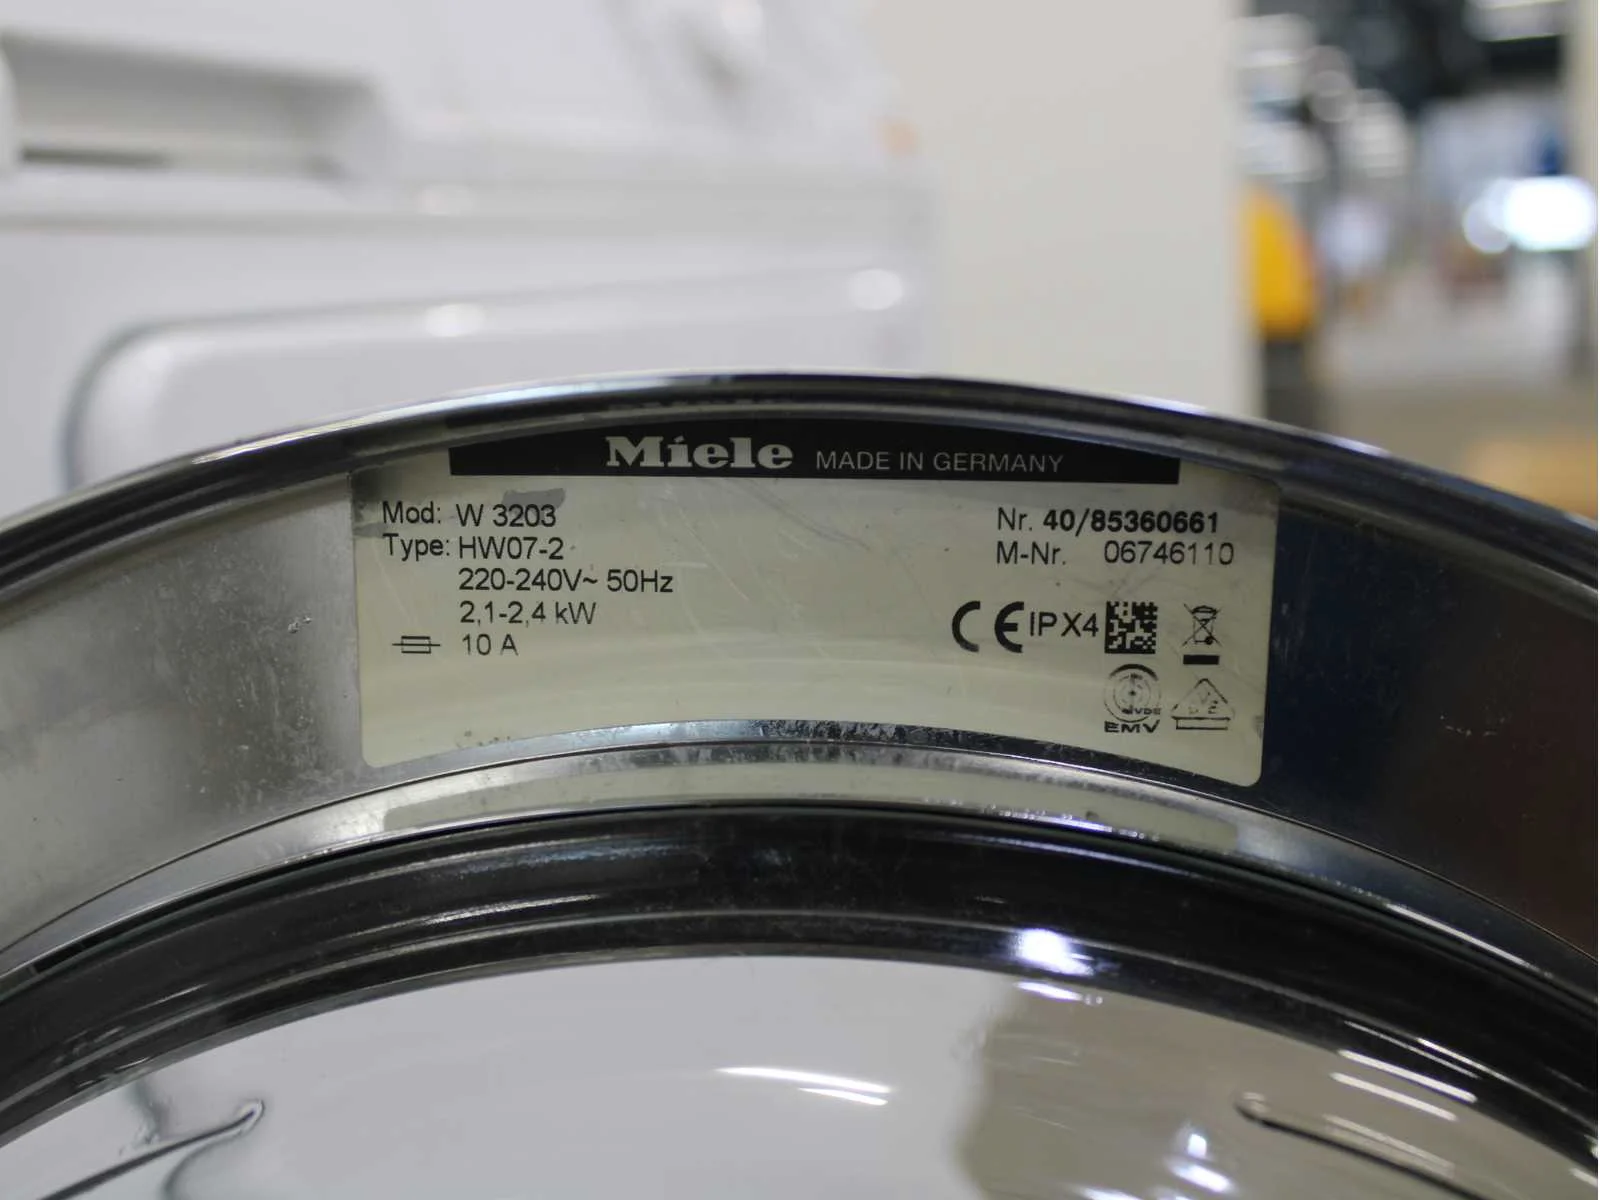 Miele MADE IN GERMANY
Mod: W 3203
Type: HW07-2
220-240V~ 50Hz
2,1-2,4 kW
10 A
Nr. 40/85360661
M-Nr. 06746110
CE IPX4
VDE
EMV